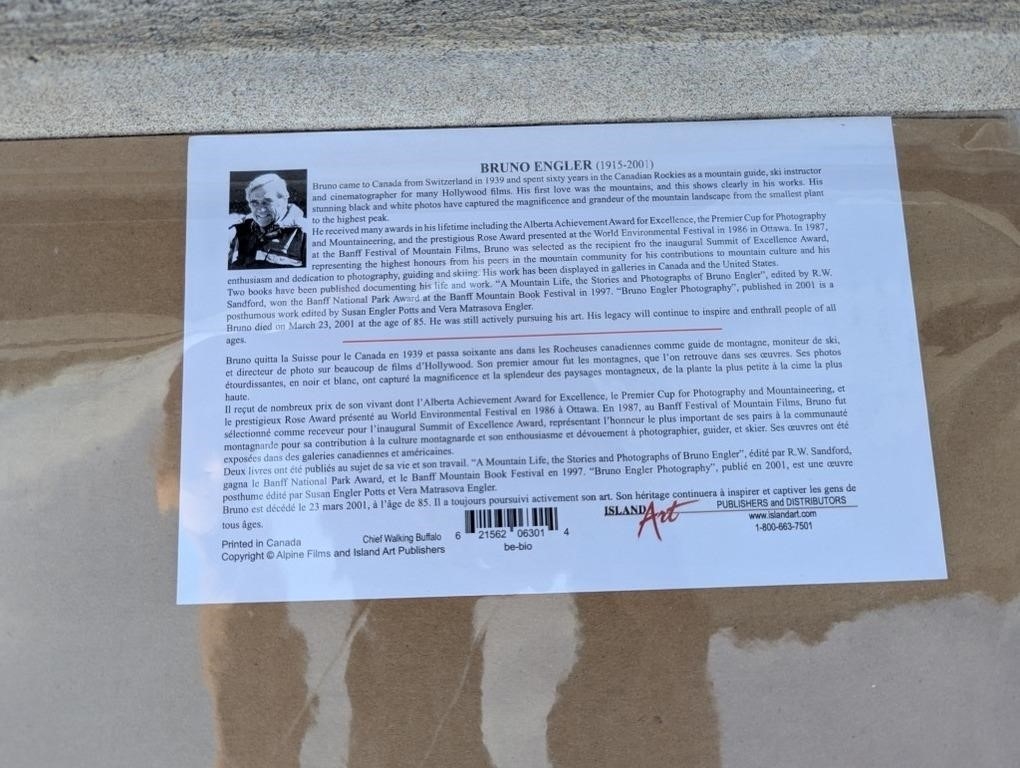 BRUNO ENGLER (1915-2001)
Bruno came to Canada from Switzerland in 1939 and spent sixty years in the Canadian Rockies as a mountain guide, ski instructor
and cinematographer for many Hollywood films. His first love was the mountains, and this shows clearly in his works. His
stunning black and white photos have captured the magnificence and grandeur of the mountain landscape from the smallest plant
to the highest peak.
He received many awards in his lifetime including the Alberta Achievement Award for Excellence, the Premier Cup for Photography
and Mountaineering, and the prestigious Rose Award presented at the World Environmental Festival in 1986 in Ottawa. In 1987,
at the Banff Festival of Mountain Films, Bruno was selected as the recipient fro the inaugural Summit of Excellence Award,
representing the highest honours from his peers in the mountain community for his contributions to mountain culture and his
enthusiasm and dedication to photography, guiding and skiing. His work has been displayed in galleries in Canada and the United States.
Two books have been published documenting his life and work. "A Mountain Life, the Stories and Photographs of Bruno Engler", edited by R.W.
Sandford, won the Banff National Park Award at the Banff Mountain Book Festival in 1997. "Bruno Engler Photography", published in 2001 is a
posthumous work edited by Susan Engler Potts and Vera Matrasova Engler.
Bruno died on March 23, 2001 at the age of 85. He was still actively pursuing his art. His legacy will continue to inspire and enthrall people of all
ages.
Bruno quitta la Suisse pour le Canada en 1939 et passa soixante ans dans les Rocheuses canadiennes comme guide de montagne, moniteur de ski,
et directeur de photo sur beaucoup de films d'Hollywood. Son premier amour fut les montagnes, que l'on retrouve dans ses œuvres. Ses photos
étourdissantes, en noir et blanc, ont capturé la magnificence et la splendeur des paysages montagneux, de la plante la plus petite à la cime la plus
haute.
Il reçut de nombreux prix de son vivant dont l'Alberta Achievement Award for Excellence, le Premier Cup for Photography and Mountaineering, et
le prestigieux Rose Award présenté au World Environmental Festival en 1986 à Ottawa. En 1987, au Banff Festival of Mountain Films, Bruno fut
sélectionné comme receveur pour l'inaugural Summit of Excellence Award, représentant l'honneur le plus important de ses pairs à la communauté
montagnarde pour sa contribution à la culture montagnarde et son enthousiasme et dévouement à photographier, guider, et skier. Ses œuvres ont été
exposées dans des galeries canadiennes et américaines.
Deux livres ont été publiés au sujet de sa vie et son travail. "A Mountain Life, the Stories and Photographs of Bruno Engler", édité par R.W. Sandford,
gagna le Banff National Park Award, et le Banff Mountain Book Festival en 1997. "Bruno Engler Photography", publié en 2001, est une œuvre
posthume édité par Susan Engler Potts et Vera Matrasova Engler.
Bruno est décédé le 23 mars 2001, à l'âge de 85. Il a toujours poursuivi activement son art. Son héritage continuera à inspirer et captiver les gens de
tous âges.
Printed in Canada
Chief Walking Buffalo
Copyright © Alpine Films and Island Art Publishers
6 21562 06301 4
be-bio
ISLAND Art
PUBLISHERS and DISTRIBUTORS
www.islandart.com
1-800-663-7501